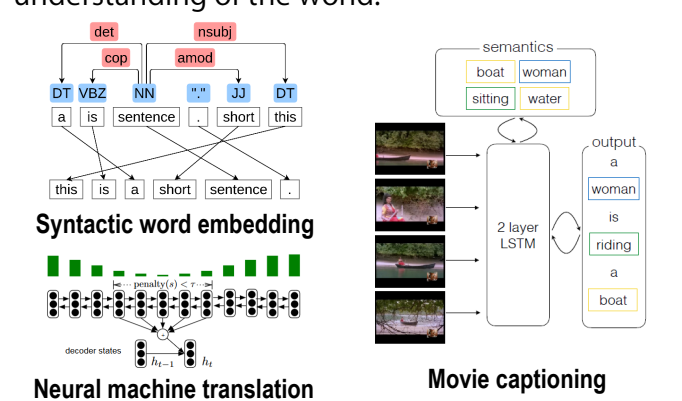 understanding of the world.
det nsubj
cop amod
DT VBZ NN "." JJ DT
a is sentence . short this
this is a short sentence .
Syntactic word embedding
⋯ penalty(s) < τ ⋯
decoder states
h_{t−1} h_t
Neural machine translation
semantics
boat woman
sitting water
2 layer
LSTM
output
a
woman
is
riding
a
boat
Movie captioning